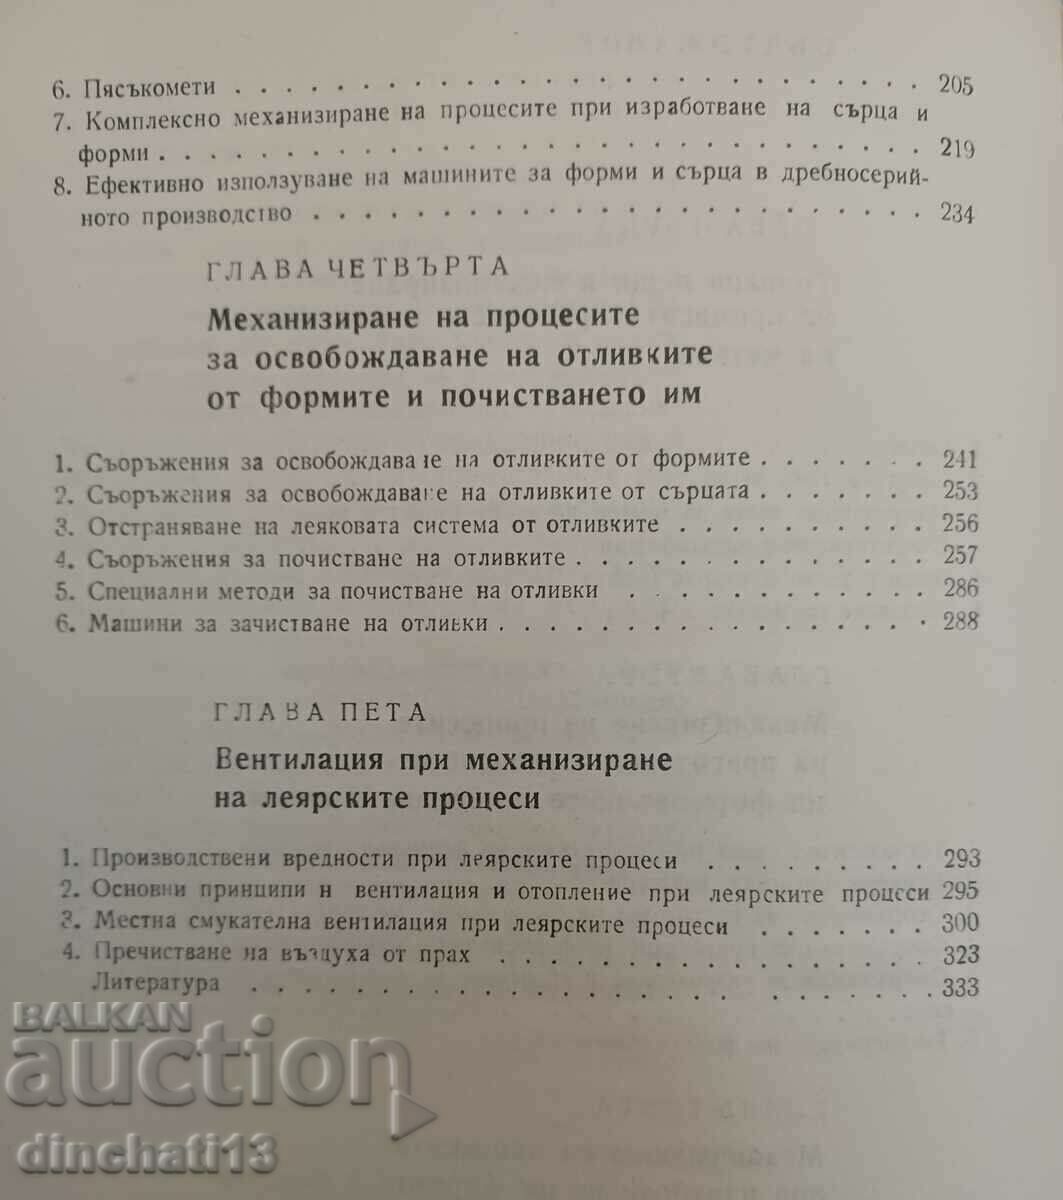 6. Пясъкомети . . . . . . . . . . . . . . . . . . . . . . . . . . . 205
7. Комплексно механизиране на процесите при изработване на сърца и
форми . . . . . . . . . . . . . . . . . . . . . . . . . . . . . . 219
8. Ефективно използуване на машините за форми и сърца в дребносерий-
ното производство . . . . . . . . . . . . . . . . . . . . . . . . 234
ГЛАВА ЧЕТВЪРТА
Механизиране на процесите
за освобождаване на отливките
от формите и почистването им
1. Съоръжения за освобождаване на отливките от формите . . . . . . . 241
2. Съоръжения за освобождаване на отливките от сърцата . . . . . . . 253
3. Отстраняване на леяковата система от отливките . . . . . . . . . . 256
4. Съоръжения за почистване на отливките . . . . . . . . . . . . . . 257
5. Специални методи за почистване на отливки . . . . . . . . . . . . 286
6. Машини за зачистване на отливки . . . . . . . . . . . . . . . . . 288
ГЛАВА ПЕТА
Вентилация при механизиране
на леярските процеси
1. Производствени вредности при леярските процеси . . . . . . . . . 293
2. Основни принципи н вентилация и отопление при леярските процеси 295
3. Местна смукателна вентилация при леярските процеси . . . . . . . 300
4. Пречистване на въздуха от прах . . . . . . . . . . . . . . . . . 323
Литература . . . . . . . . . . . . . . . . . . . . . . . . . . . 333
BALKAN
auction
dinchati13